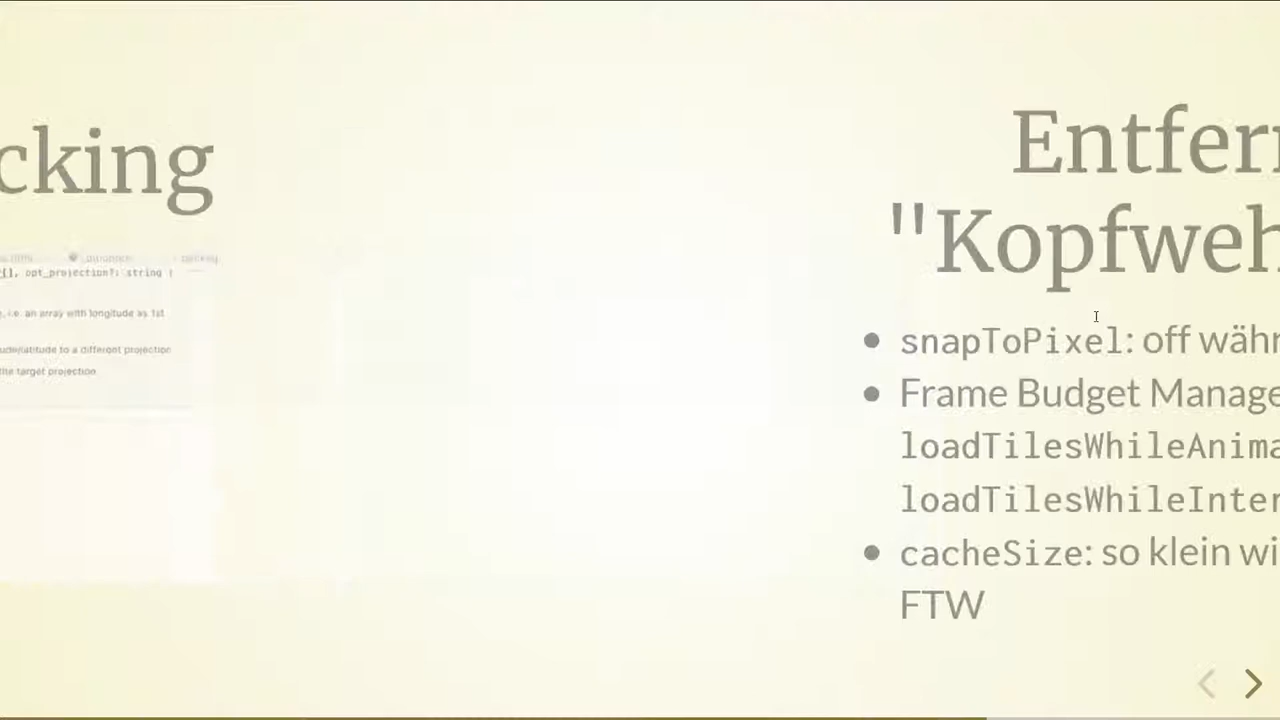 cking
opt_projection?: string |
, i.e. an array with longitude as 1st
ude/latitude to a different projection
the target projection
Entfern
"Kopfweh
snapToPixel: off währ
Frame Budget Manage
loadTilesWhileAnima
loadTilesWhileInter
cacheSize: so klein wi
FTW